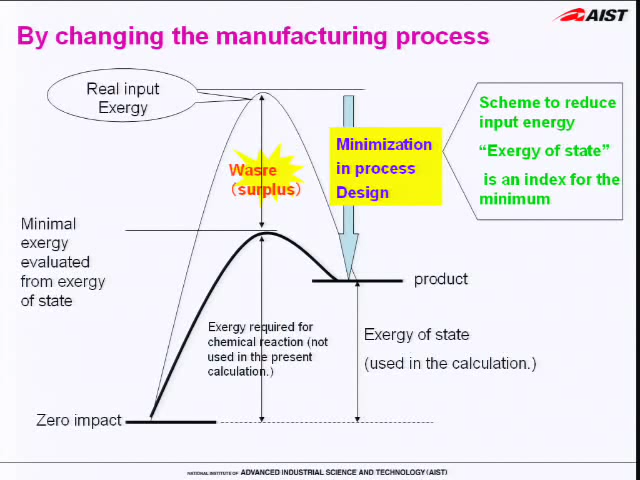 AIST
By changing the manufacturing process
Real input
Exergy
Scheme to reduce
input energy
“Exergy of state”
is an index for the
minimum
Minimization
in process
Design
Wasre
（surplus）
Minimal
exergy
evaluated
from exergy
of state
product
Exergy required for
chemical reaction (not
used in the present
calculation.)
Exergy of state
(used in the calculation.)
Zero impact
NATIONAL INSTITUTE OF ADVANCED INDUSTRIAL SCIENCE AND TECHNOLOGY (AIST)